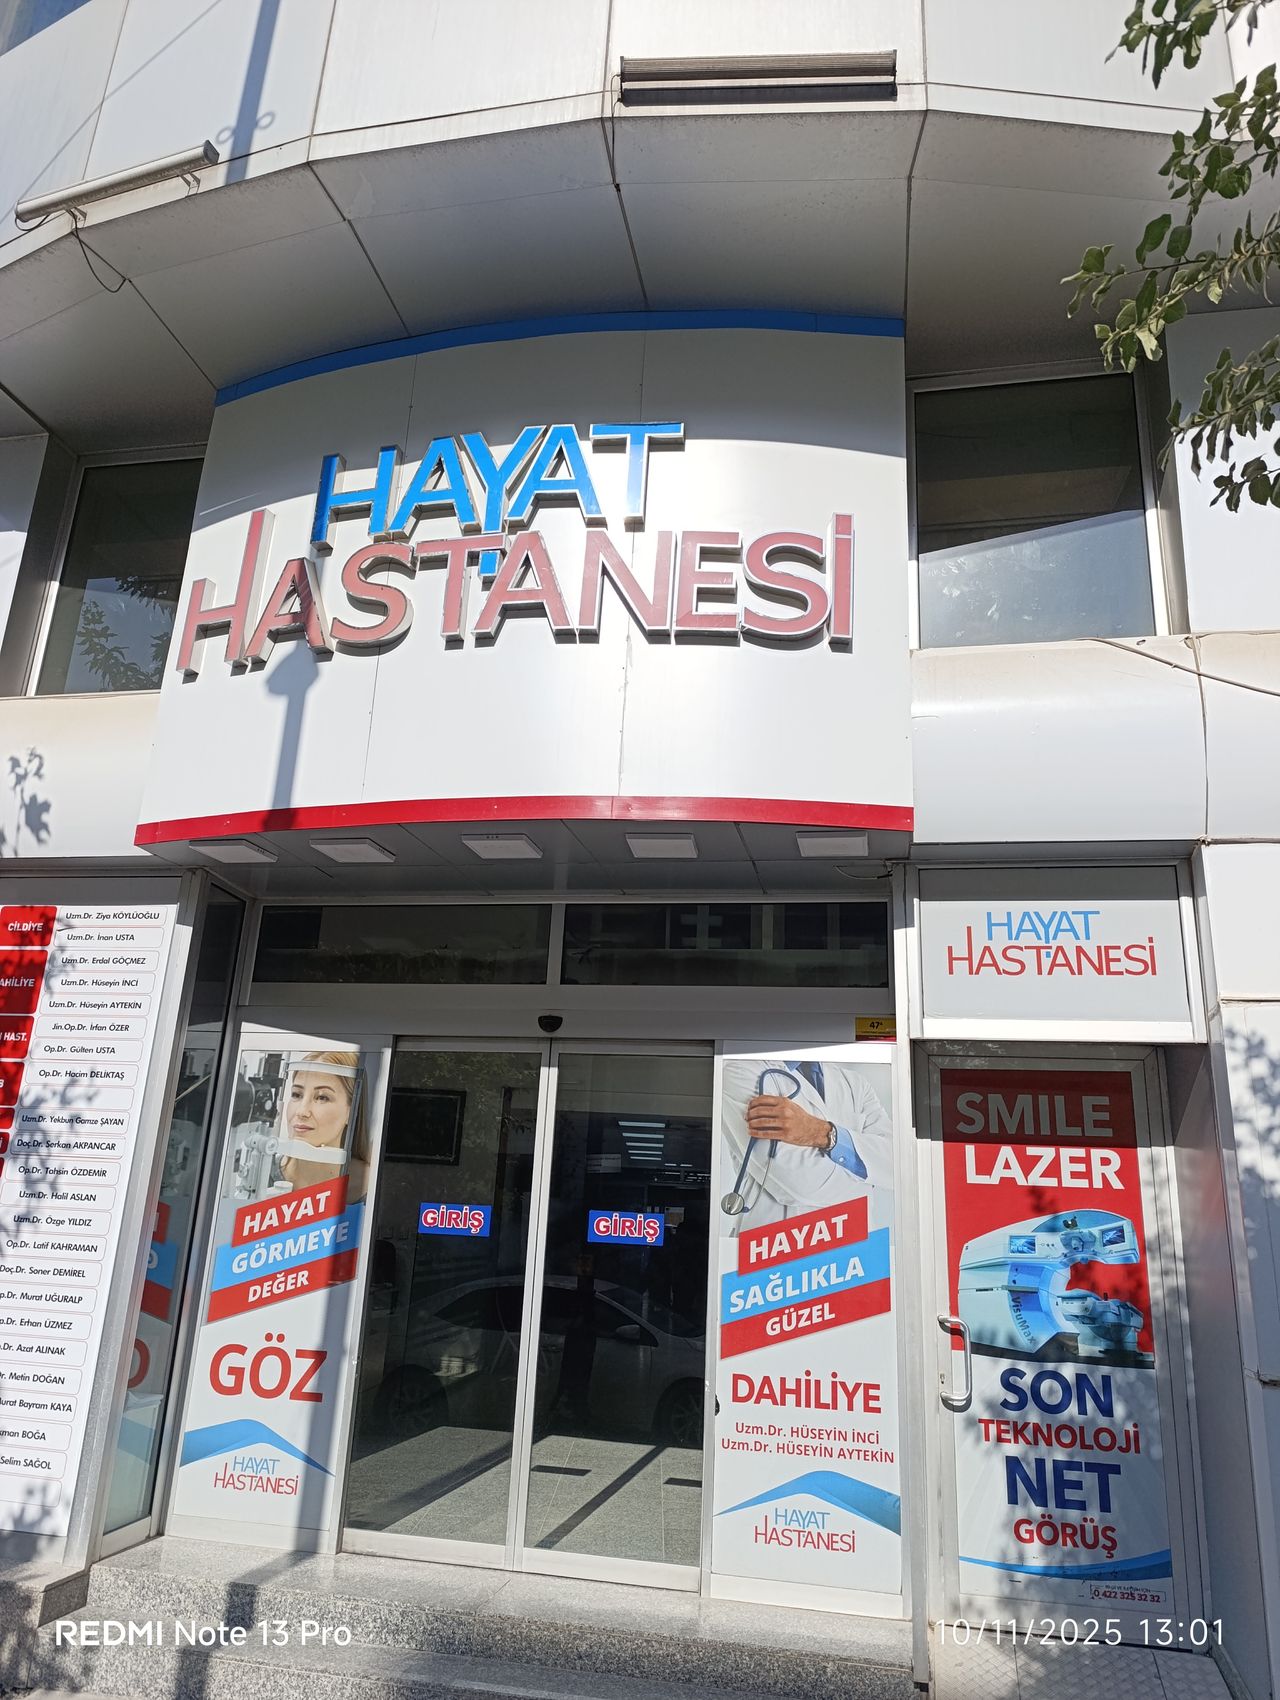 HAYAT
HASTANESİ
CİLDİYE
Uzm.Dr. Ziya KÖYLÜOĞLU
Uzm.Dr. İnan USTA
Uzm.Dr. Erdal GÖÇMEZ
Uzm.Dr. Hüseyin İNCİ
Uzm.Dr. Hüseyin AYTEKİN
HAST.
Jin.Op.Dr. İrfan ÖZER
Op.Dr. Gülten USTA
Op.Dr. Hacim DELİKTAŞ
Uzm.Dr. Yekbun Gamze ŞAYAN
Doç.Dr. Serkan AKPANCAR
Op.Dr. Tahsin ÖZDEMİR
Uzm.Dr. Halil ASLAN
Uzm.Dr. Özge YILDIZ
Op.Dr. Latif KAHRAMAN
Doç.Dr. Soner DEMİREL
p.Dr. Murat UĞURALP
p.Dr. Erhan ÜZMEZ
.Dr. Azat ALINAK
r. Metin DOĞAN
urat Bayram KAYA
man BOĞA
Selim SAĞOL
HAYAT
GÖRMEYE
DEĞER
GÖZ
HAYAT
HASTANESİ
GİRİŞ
GİRİŞ
47
HAYAT
SAĞLIKLA
GÜZEL
DAHİLİYE
Uzm.Dr. HÜSEYİN İNCİ
Uzm.Dr. HÜSEYİN AYTEKİN
HAYAT
HASTANESİ
HAYAT
HASTANESİ
SMILE
LAZER
VisuMax
SON
TEKNOLOJİ
NET
GÖRÜŞ
0 422 325 32 32
REDMI Note 13 Pro
10/11/2025 13:01